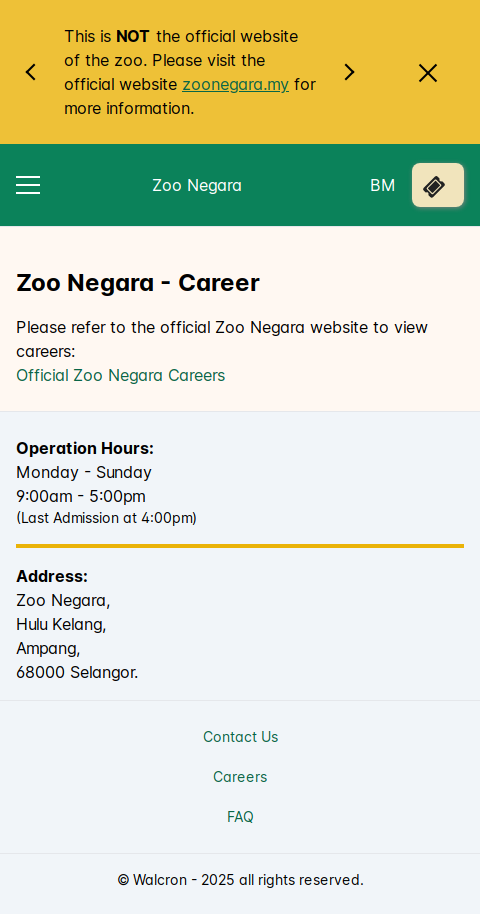 This is NOT the official website
of the zoo. Please visit the
official website zoonegara.my for
more information.
Zoo Negara
BM
Zoo Negara - Career
Please refer to the official Zoo Negara website to view
careers:
Official Zoo Negara Careers
Operation Hours:
Monday - Sunday
9:00am - 5:00pm
(Last Admission at 4:00pm)
Address:
Zoo Negara,
Hulu Kelang,
Ampang,
68000 Selangor.
Contact Us
Careers
FAQ
© Walcron - 2025 all rights reserved.